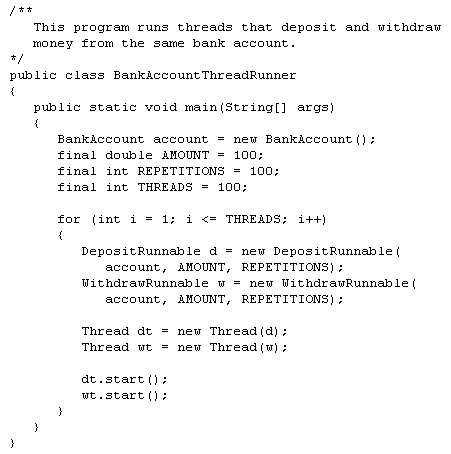 /**
   This program runs threads that deposit and withdraw
   money from the same bank account.
*/
public class BankAccountThreadRunner
{
   public static void main(String[] args)
   {
      BankAccount account = new BankAccount();
      final double AMOUNT = 100;
      final int REPETITIONS = 100;
      final int THREADS = 100;

      for (int i = 1; i <= THREADS; i++)
      {
         DepositRunnable d = new DepositRunnable(
            account, AMOUNT, REPETITIONS);
         WithdrawRunnable w = new WithdrawRunnable(
            account, AMOUNT, REPETITIONS);

         Thread dt = new Thread(d);
         Thread wt = new Thread(w);

         dt.start();
         wt.start();
      }
   }
}